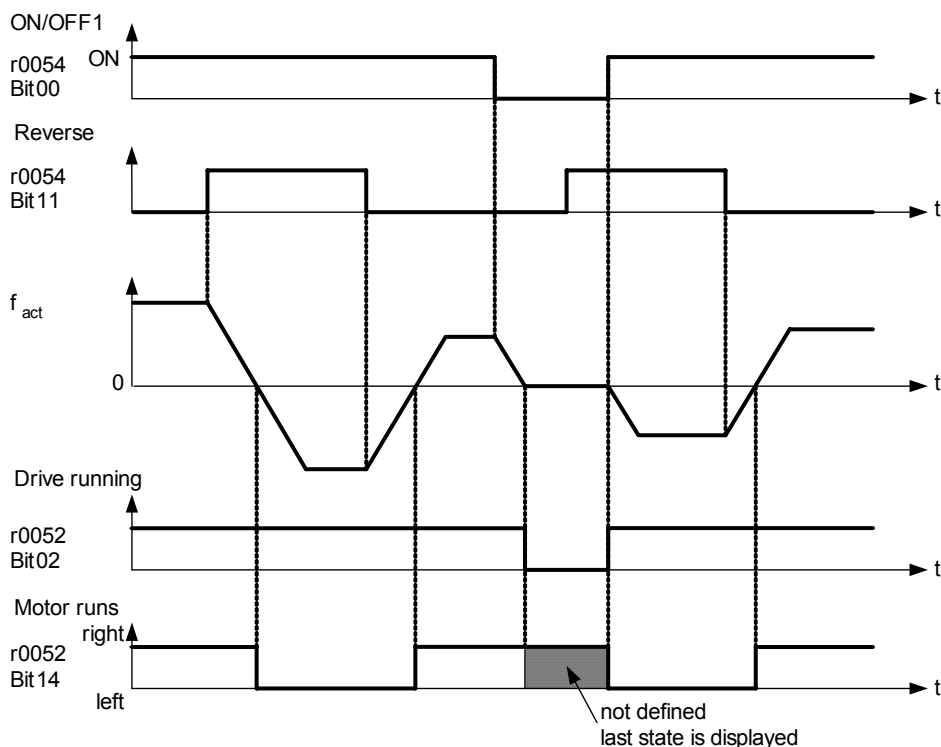 ON/OFF1
r0054 ON
Bit00
t
Reverse
r0054
Bit11
t
f act
0
t
Drive running
r0052
Bit02
t
Motor runs
right
r0052
Bit14
left
t
not defined
last state is displayed